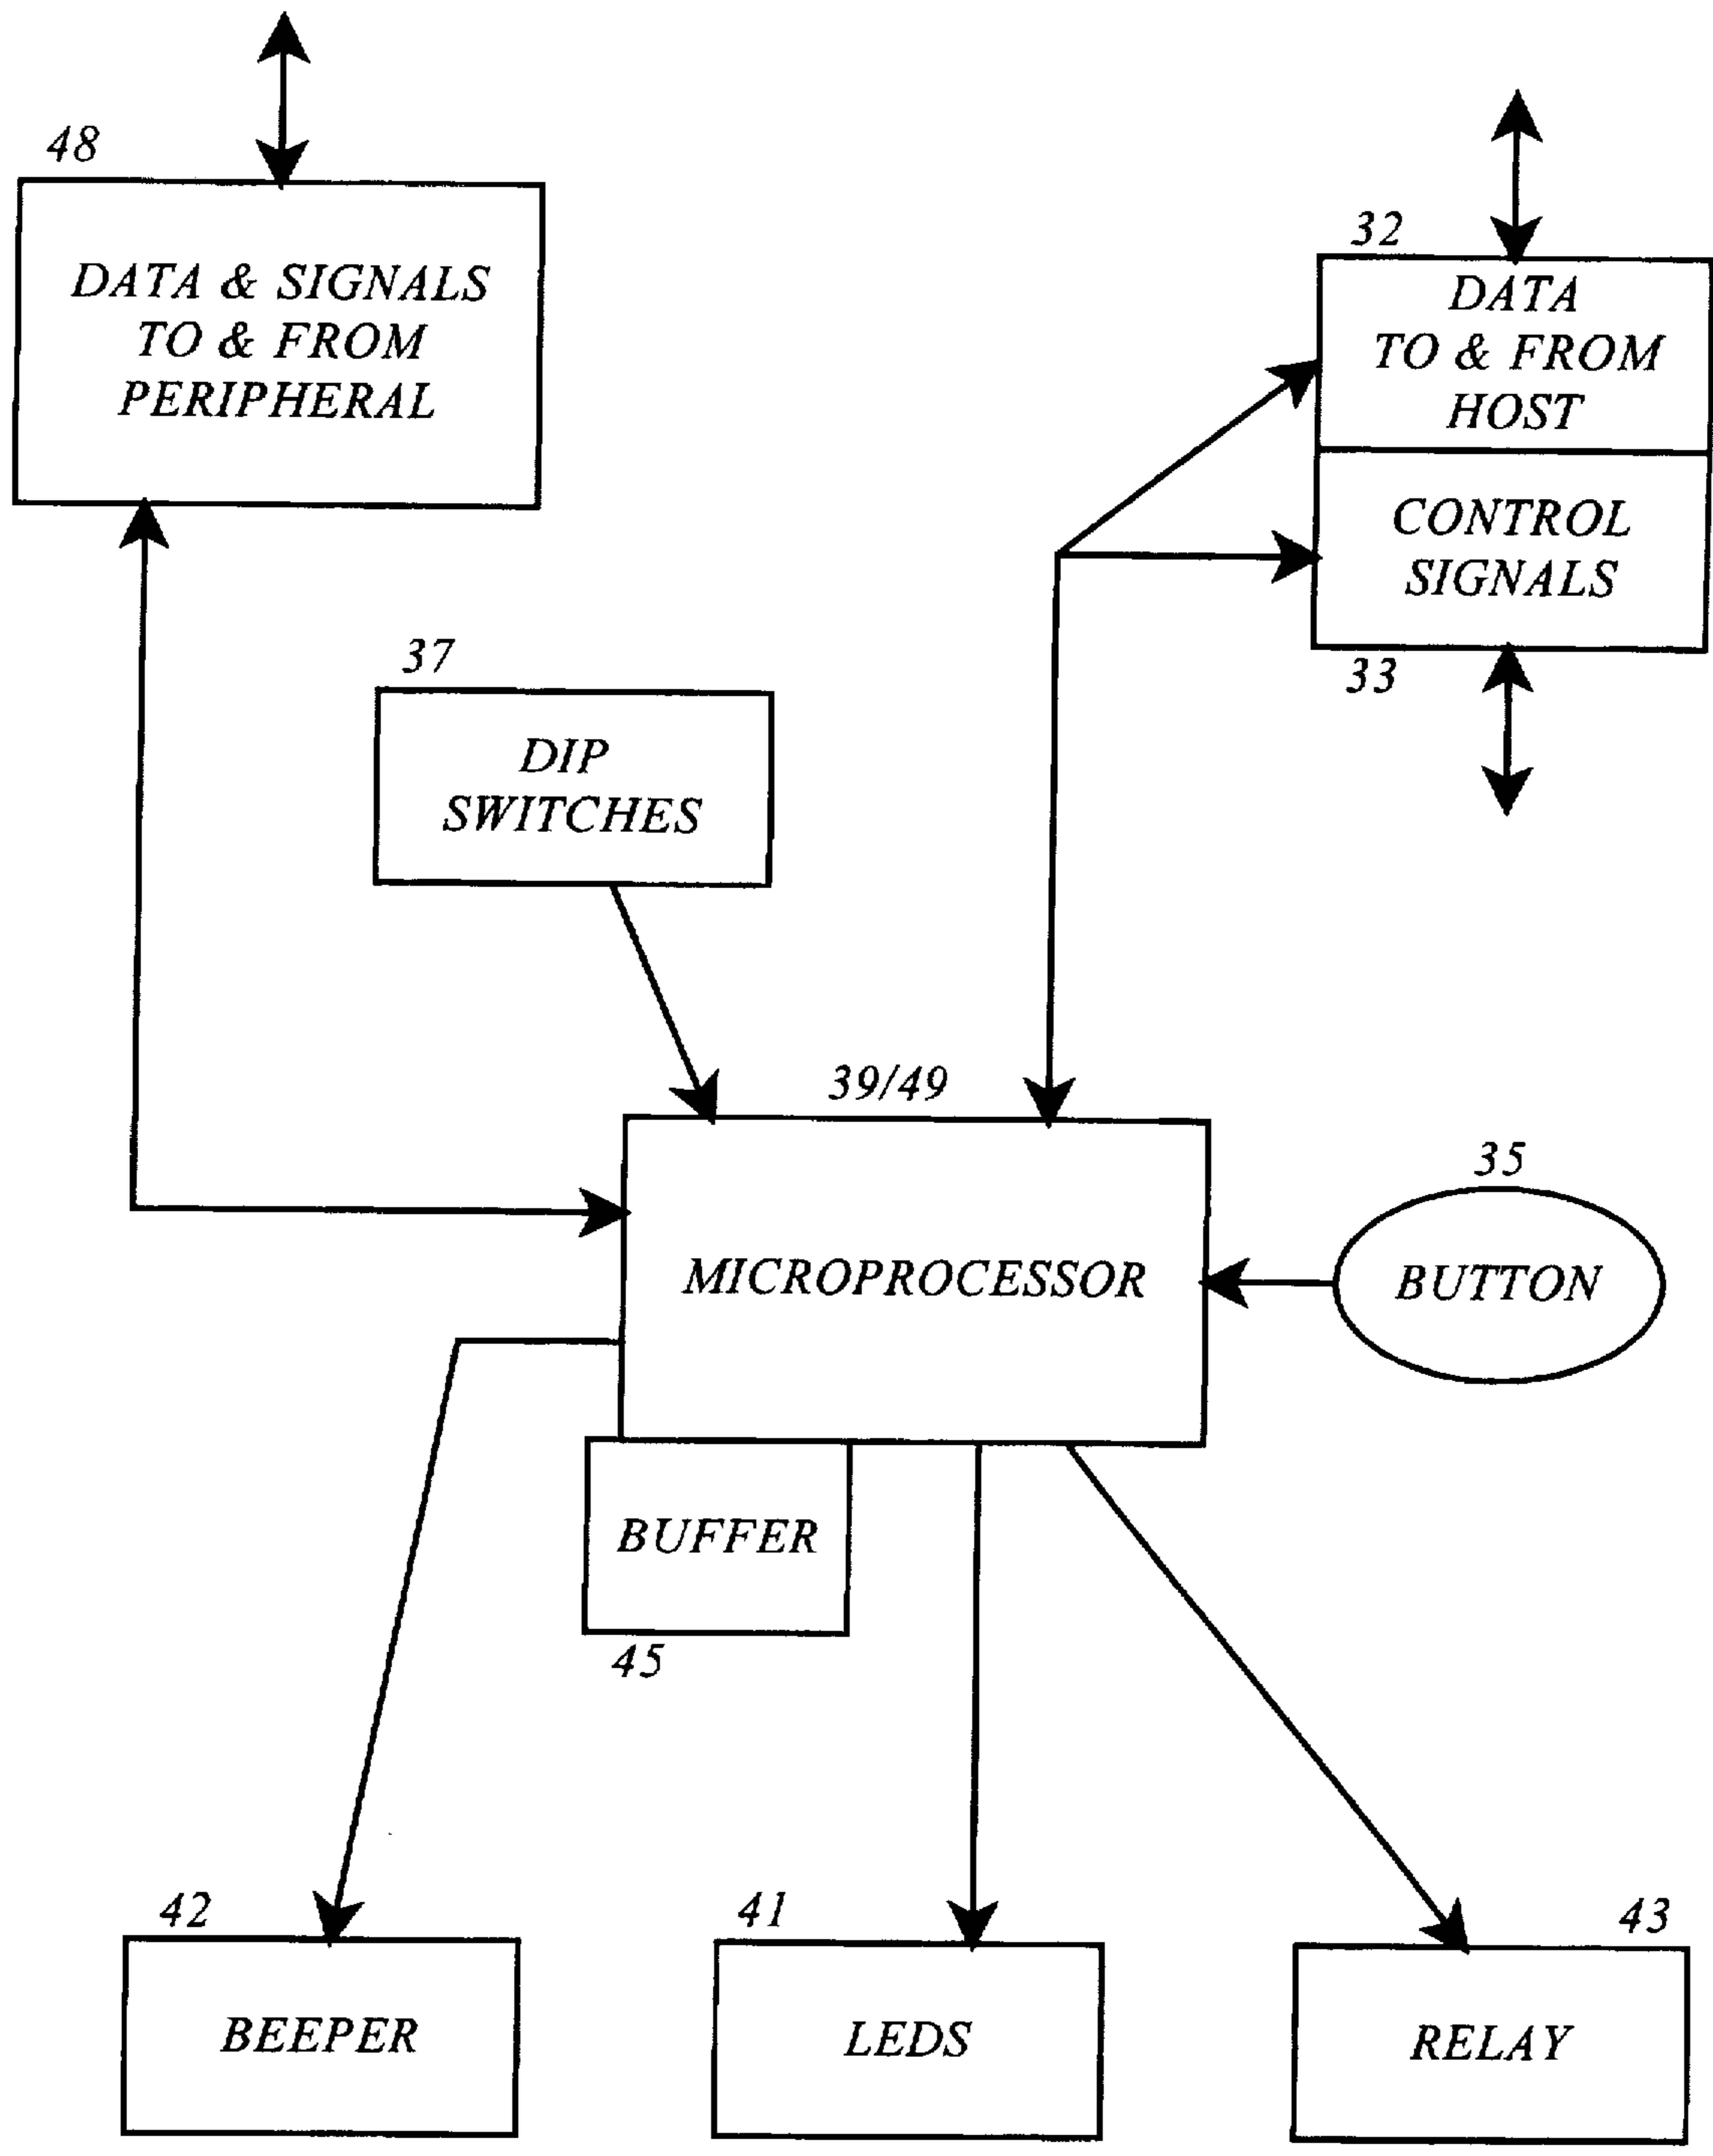 48
DATA & SIGNALS
TO & FROM
PERIPHERAL
32
DATA
TO & FROM
HOST
CONTROL
SIGNALS
33
37
DIP
SWITCHES
39/49
MICROPROCESSOR
35
BUTTON
BUFFER
45
42
BEEPER
41
LEDS
43
RELAY